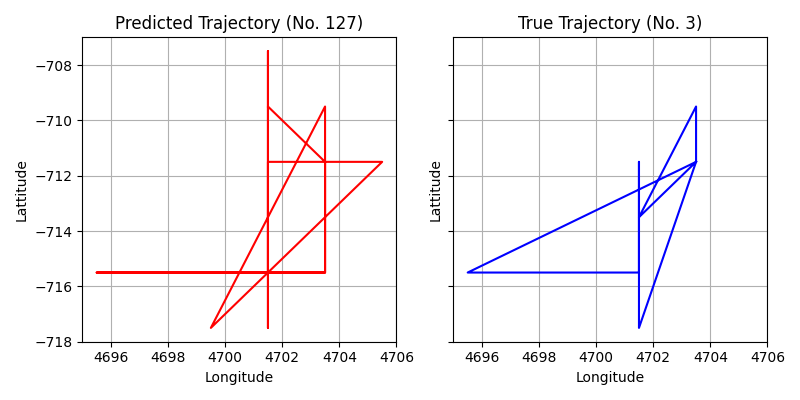 Predicted Trajectory (No. 127)
True Trajectory (No. 3)
−708
−710
−712
−714
−716
−718
Lattitude
Lattitude
4696 4698 4700 4702 4704 4706
4696 4698 4700 4702 4704 4706
Longitude
Longitude